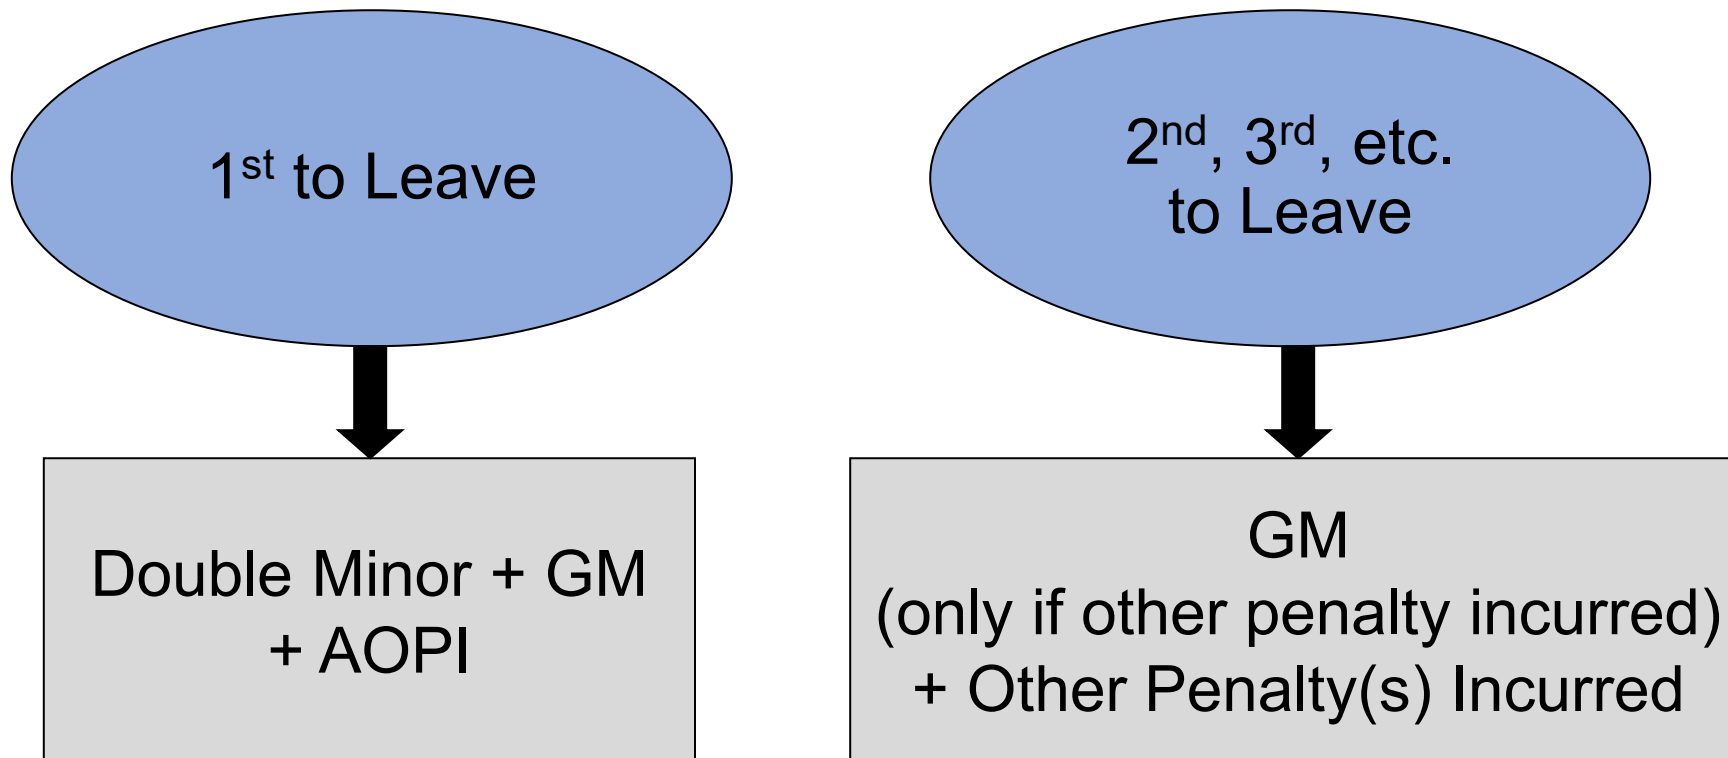 1st to Leave
Double Minor + GM
+ AOPI
2nd, 3rd, etc.
to Leave
GM
(only if other penalty incurred)
+ Other Penalty(s) Incurred